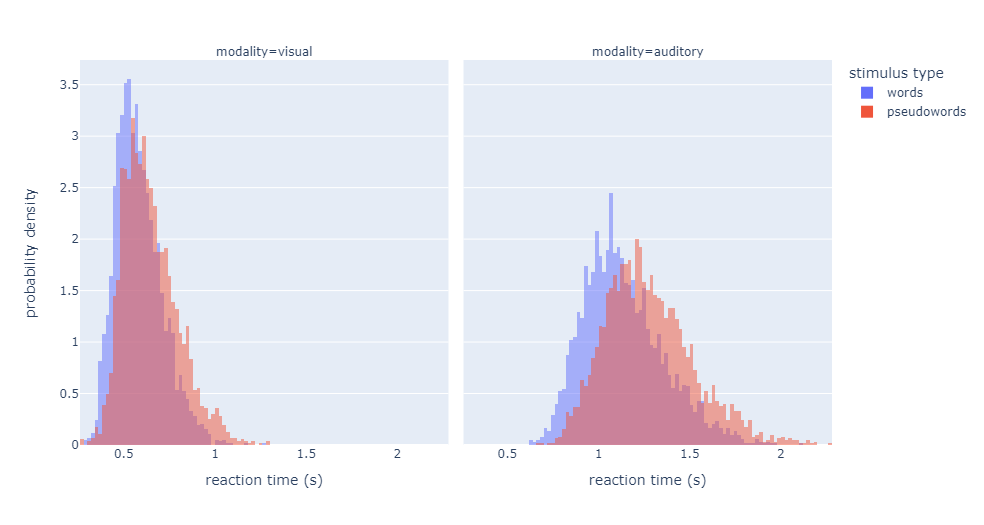 modality=visual
modality=auditory
stimulus type
words
pseudowords
probability density
3.5
3
2.5
2
1.5
1
0.5
0
0.5
1
1.5
2
0.5
1
1.5
2
reaction time (s)
reaction time (s)